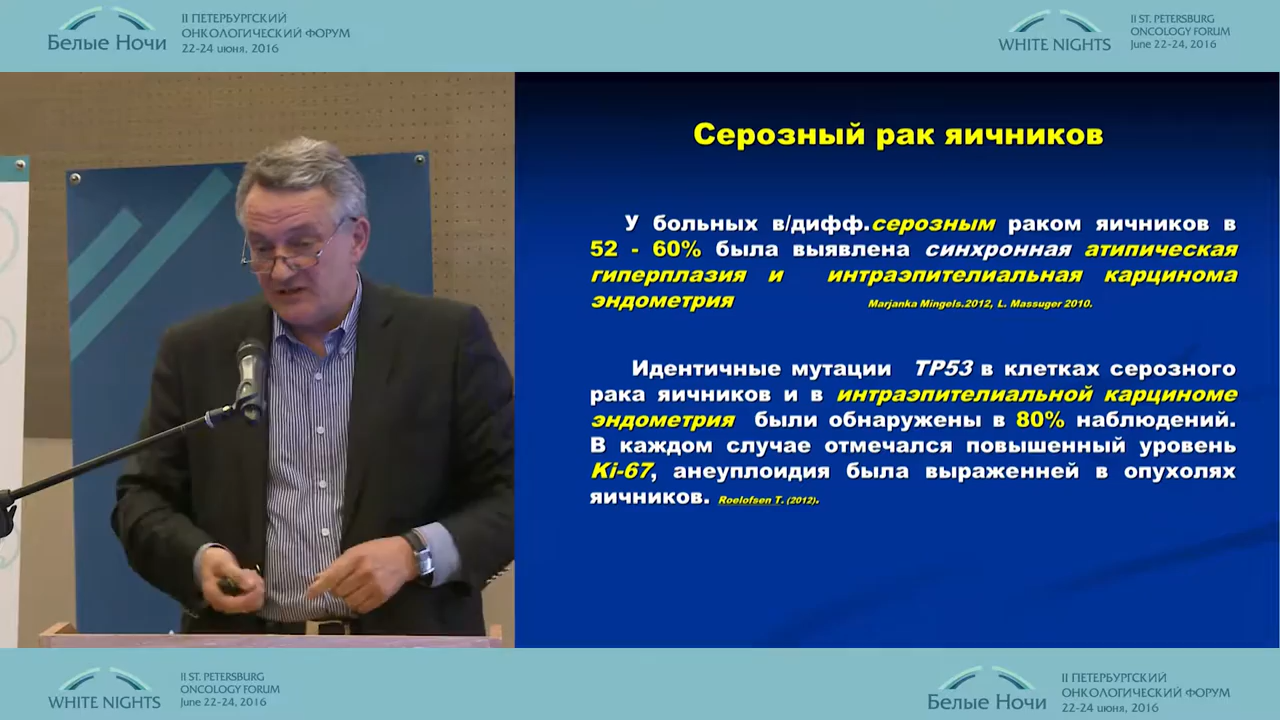 Белые Ночи
II ПЕТЕРБУРГСКИЙ
ОНКОЛОГИЧЕСКИЙ ФОРУМ
22-24 июня, 2016
WHITE NIGHTS
II ST. PETERSBURG
ONCOLOGY FORUM
June 22-24, 2016
Серозный рак яичников
У больных в/дифф.серозным раком яичников в
52 - 60% была выявлена синхронная атипическая
гиперплазия и интраэпителиальная карцинома
эндометрия Marjanka Mingels.2012, L. Massuger 2010.
Идентичные мутации TP53 в клетках серозного
рака яичников и в интраэпителиальной карциноме
эндометрия были обнаружены в 80% наблюдений.
В каждом случае отмечался повышенный уровень
Ki-67, анеуплоидия была выраженней в опухолях
яичников. Roelofsen T. (2012).
WHITE NIGHTS
II ST. PETERSBURG
ONCOLOGY FORUM
June 22-24, 2016
Белые Ночи
II ПЕТЕРБУРГСКИЙ
ОНКОЛОГИЧЕСКИЙ ФОРУМ
22-24 июня, 2016